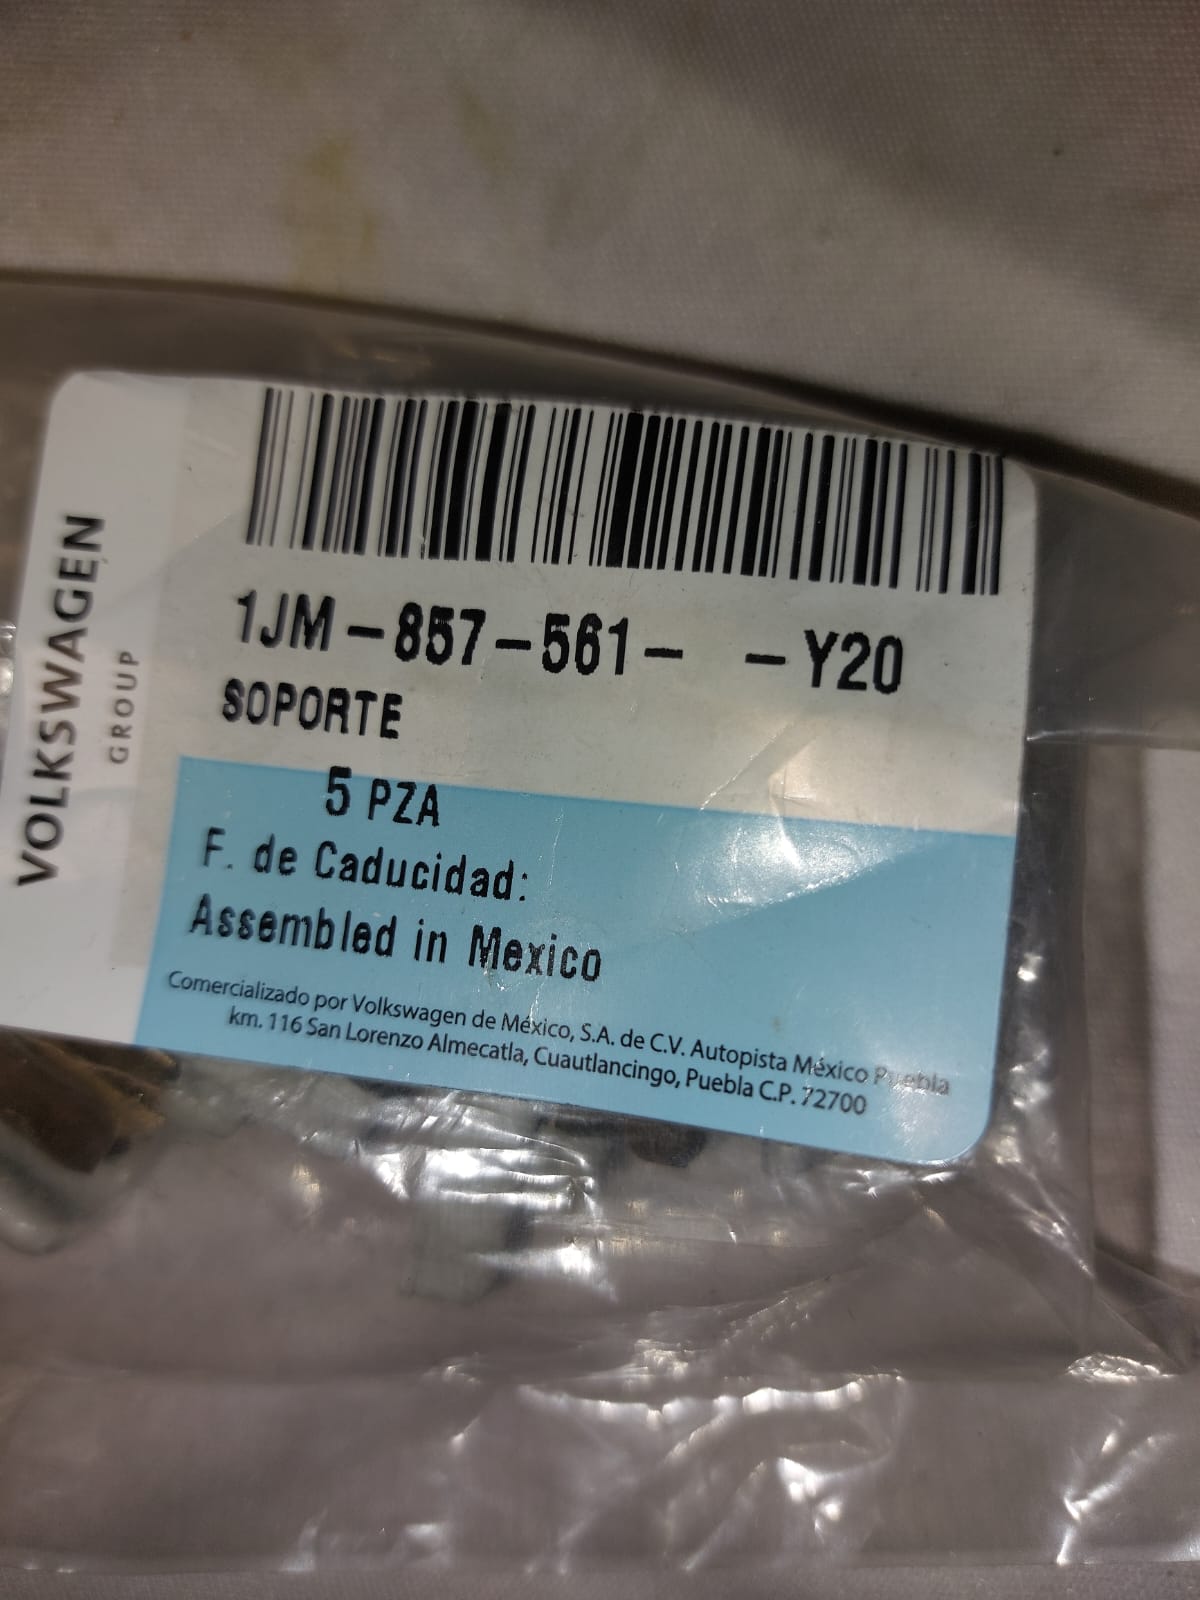 VOLKSWAGEN
GROUP
1JM-857-561- -Y20
SOPORTE
5 PZA
F. de Caducidad:
Assembled in Mexico
Comercializado por Volkswagen de México, S.A. de C.V. Autopista México Puebla
km. 116 San Lorenzo Almecatla, Cuautlancingo, Puebla C.P. 72700